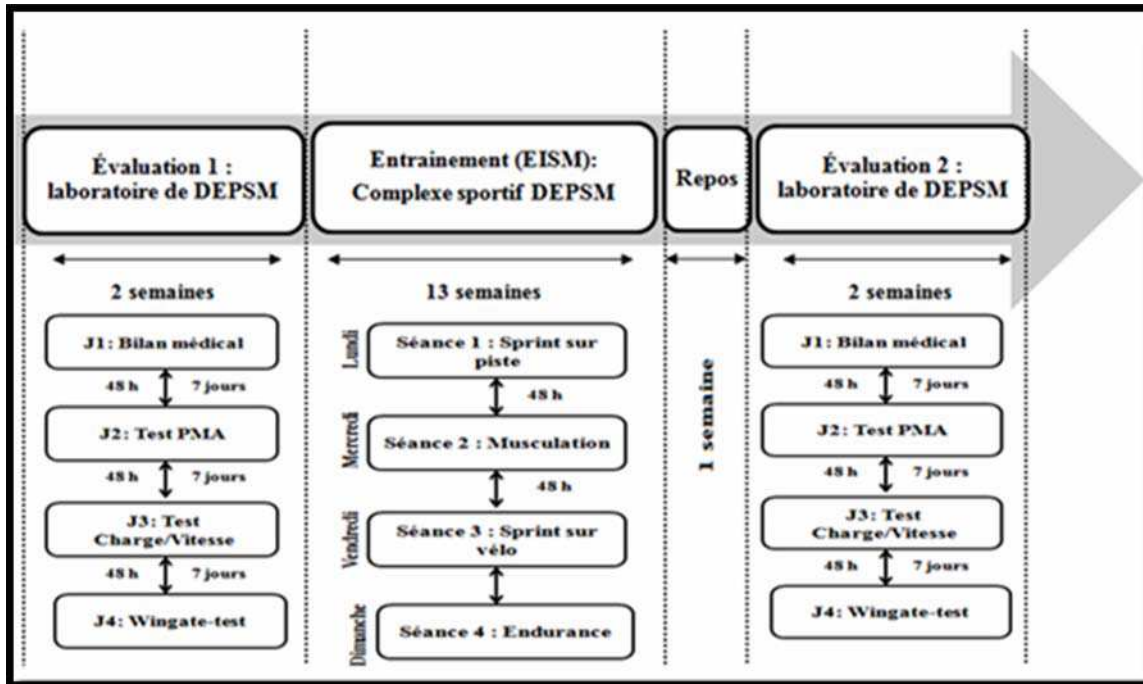 Évaluation 1 :
laboratoire de DEPSM
Entrainement (EISM):
Complexe sportif DEPSM
Repos
Évaluation 2 :
laboratoire de DEPSM
2 semaines
13 semaines
2 semaines
J1: Bilan médical
48 h 7 jours
J2: Test PMA
48 h 7 jours
J3: Test
Charge/Vitesse
48 h 7 jours
J4: Wingate-test
Lundi
Séance 1 : Sprint sur
piste
48 h
Mercredi
Séance 2 : Musculation
48 h
Vendredi
Séance 3 : Sprint sur
vélo
Dimanche
Séance 4 : Endurance
1 semaine
J1: Bilan médical
48 h 7 jours
J2: Test PMA
48 h 7 jours
J3: Test
Charge/Vitesse
48 h 7 jours
J4: Wingate-test